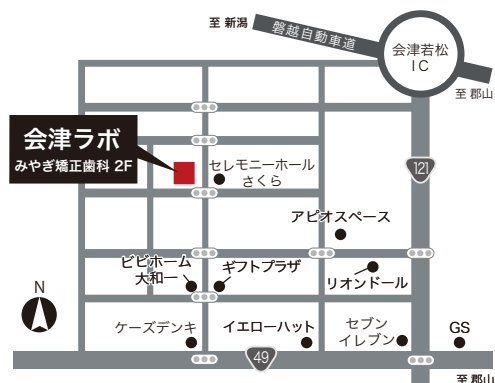 至 新潟
磐越自動車道
会津若松
IC
至 郡山
会津ラボ
みやぎ矯正歯科 2F
セレモニーホール
さくら
121
アピオスペース
ビビホーム
大和一
ギフトプラザ
リオンドール
N
ケーズデンキ
イエローハット
セブン
イレブン
GS
49
至 郡山